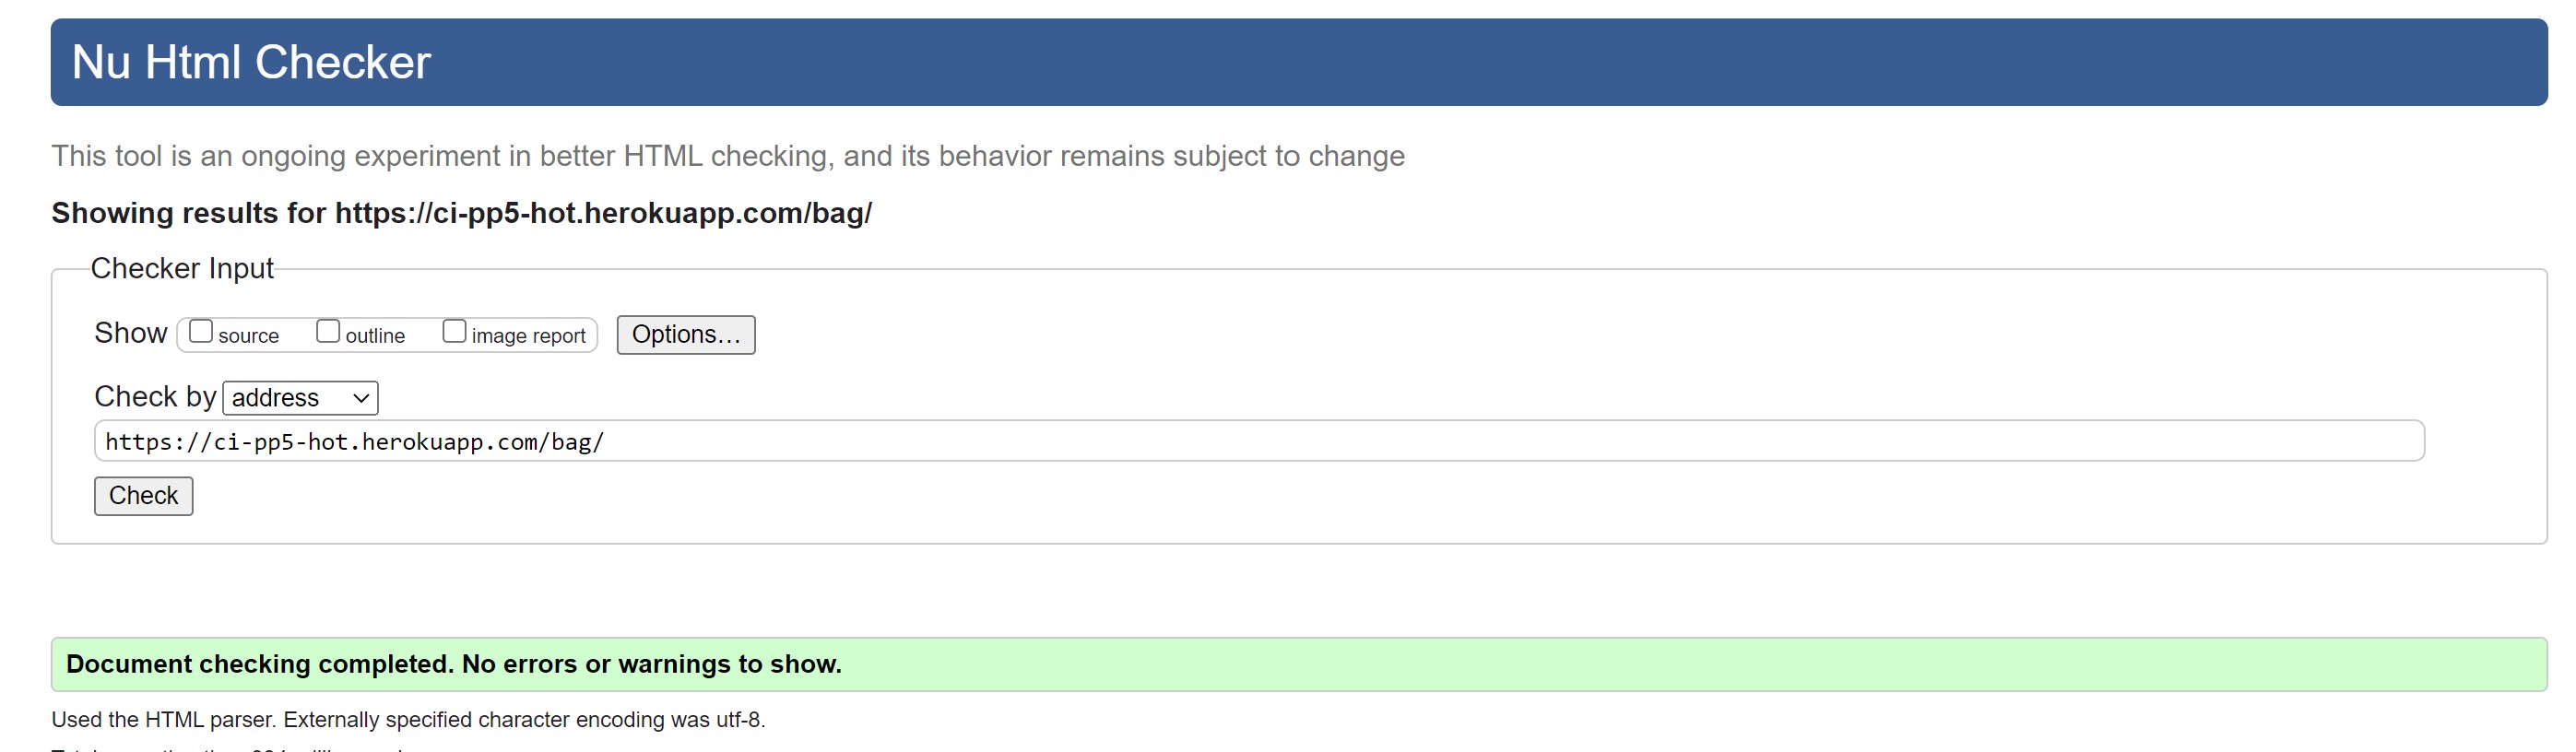 Nu Html Checker
This tool is an ongoing experiment in better HTML checking, and its behavior remains subject to change
Showing results for https://ci-pp5-hot.herokuapp.com/bag/
Checker Input
Show source outline image report Options...
Check by address
https://ci-pp5-hot.herokuapp.com/bag/
Check
Document checking completed. No errors or warnings to show.
Used the HTML parser. Externally specified character encoding was utf-8.